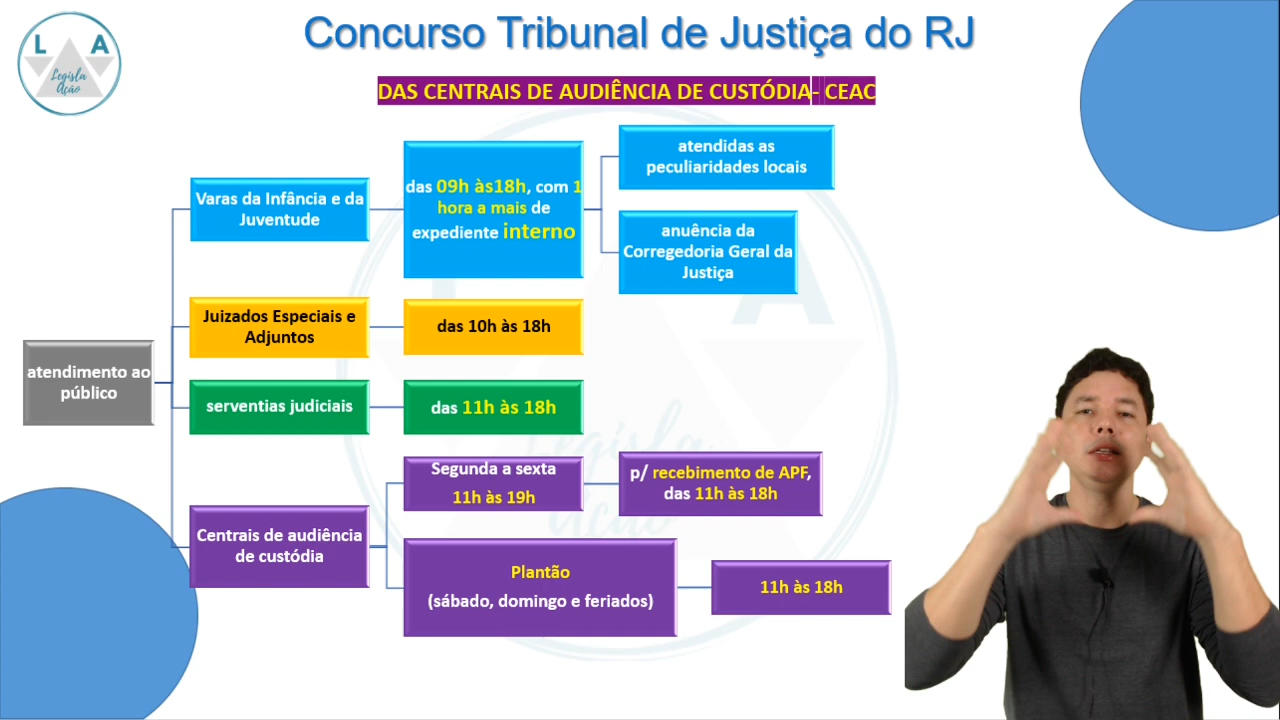 L A
Legisla
Ação
Concurso Tribunal de Justiça do RJ
DAS CENTRAIS DE AUDIÊNCIA DE CUSTÓDIA- CEAC
atendimento ao
público
Varas da Infância e da
Juventude
das 09h às18h, com 1
hora a mais de
expediente interno
atendidas as
peculiaridades locais
anuência da
Corregedoria Geral da
Justiça
Juizados Especiais e
Adjuntos
das 10h às 18h
serventias judiciais
das 11h às 18h
Centrais de audiência
de custódia
Segunda a sexta
11h às 19h
p/ recebimento de APF,
das 11h às 18h
Plantão
(sábado, domingo e feriados)
11h às 18h
L A
Legisla
Ação